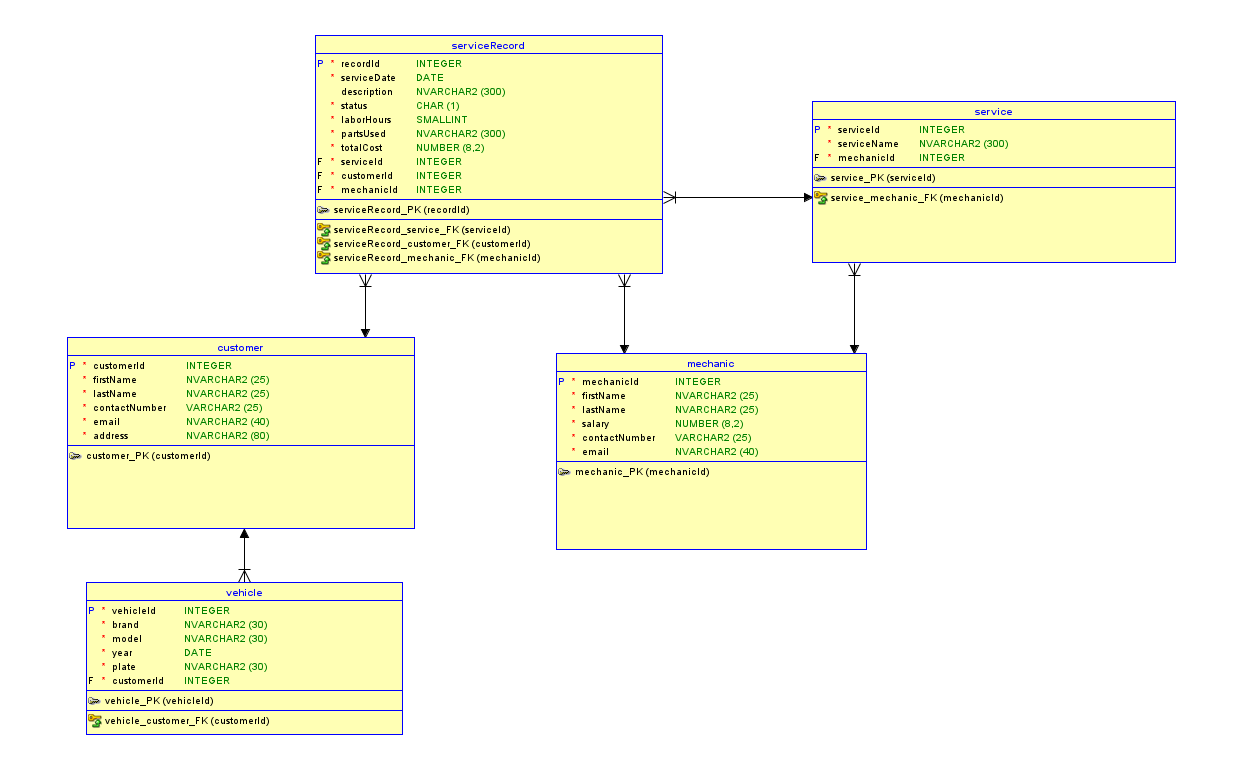 serviceRecord
P * recordId INTEGER
* serviceDate DATE
description NVARCHAR2 (300)
* status CHAR (1)
* laborHours SMALLINT
* partsUsed NVARCHAR2 (300)
* totalCost NUMBER (8,2)
F * serviceId INTEGER
F * customerId INTEGER
F * mechanicId INTEGER
serviceRecord_PK (recordId)
serviceRecord_service_FK (serviceId)
serviceRecord_customer_FK (customerId)
serviceRecord_mechanic_FK (mechanicId)
service
P * serviceId INTEGER
* serviceName NVARCHAR2 (300)
F * mechanicId INTEGER
service_PK (serviceId)
service_mechanic_FK (mechanicId)
customer
P * customerId INTEGER
* firstName NVARCHAR2 (25)
* lastName NVARCHAR2 (25)
* contactNumber VARCHAR2 (25)
* email NVARCHAR2 (40)
* address NVARCHAR2 (80)
customer_PK (customerId)
mechanic
P * mechanicId INTEGER
* firstName NVARCHAR2 (25)
* lastName NVARCHAR2 (25)
* salary NUMBER (8,2)
* contactNumber VARCHAR2 (25)
* email NVARCHAR2 (40)
mechanic_PK (mechanicId)
vehicle
P * vehicleId INTEGER
* brand NVARCHAR2 (30)
* model NVARCHAR2 (30)
* year DATE
* plate NVARCHAR2 (30)
F * customerId INTEGER
vehicle_PK (vehicleId)
vehicle_customer_FK (customerId)